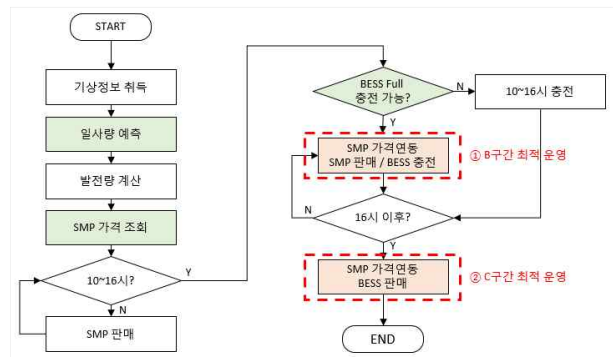 START
기상정보 취득
일사량 예측
발전량 계산
SMP 가격 조회
10~16시?
Y
N
SMP 판매
BESS Full
충전 가능?
N
10~16시 충전
Y
SMP 가격연동
SMP 판매 / BESS 충전
① B구간 최적 운영
N
16시 이후?
Y
SMP 가격연동
BESS 판매
② C구간 최적 운영
END